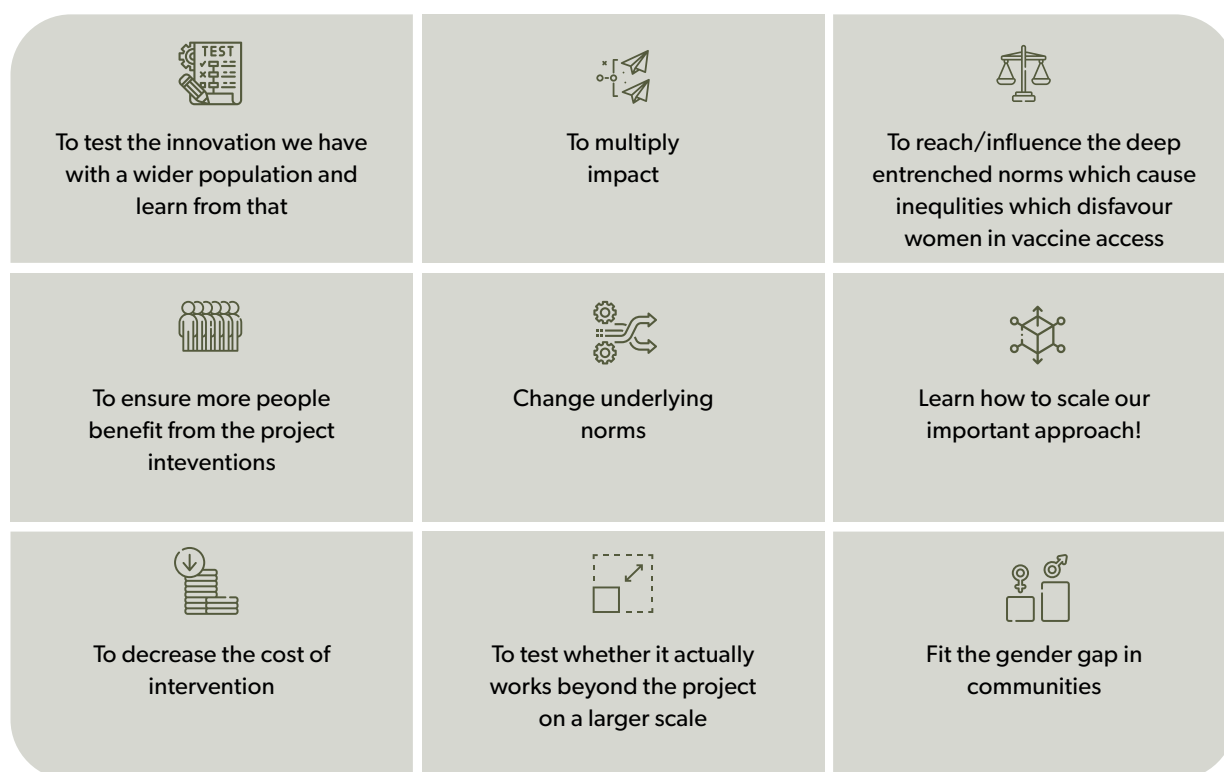 TEST
To test the innovation we have
with a wider population and
learn from that
To multiply
impact
To reach/influence the deep
entrenched norms which cause
inequlities which disfavour
women in vaccine access
To ensure more people
benefit from the project
inteventions
Change underlying
norms
Learn how to scale our
important approach!
To decrease the cost of
intervention
To test whether it actually
works beyond the project
on a larger scale
Fit the gender gap in
communities